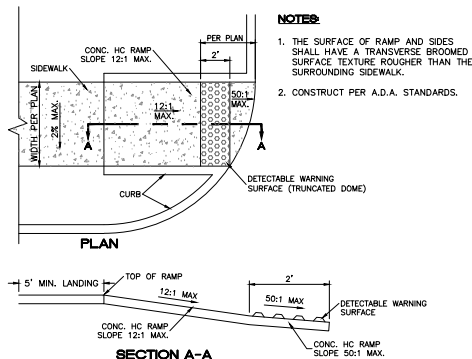 PER PLAN
CONC. HC RAMP
SLOPE 12:1 MAX.
2'
SIDEWALK
WIDTH PER PLAN
2% MAX.
12:1
MAX.
50:1
MAX.
A
A
DETECTABLE WARNING
SURFACE (TRUNCATED DOME)
CURB
PLAN
NOTES:
1. THE SURFACE OF RAMP AND SIDES
SHALL HAVE A TRANSVERSE BROOMED
SURFACE TEXTURE ROUGHER THAN THE
SURROUNDING SIDEWALK.
2. CONSTRUCT PER A.D.A. STANDARDS.
5' MIN. LANDING
TOP OF RAMP
12:1 MAX
2'
50:1 MAX
DETECTABLE WARNING
SURFACE
CONC. HC RAMP
SLOPE 12:1 MAX.
CONC. HC RAMP
SLOPE 50:1 MAX.
SECTION A-A